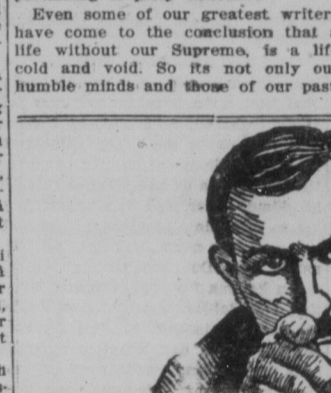 Even some of our greatest writer
have come to the conclusion that
life without our Supreme, is a lif
cold and void. So its not only ou
humble minds and those of our pas